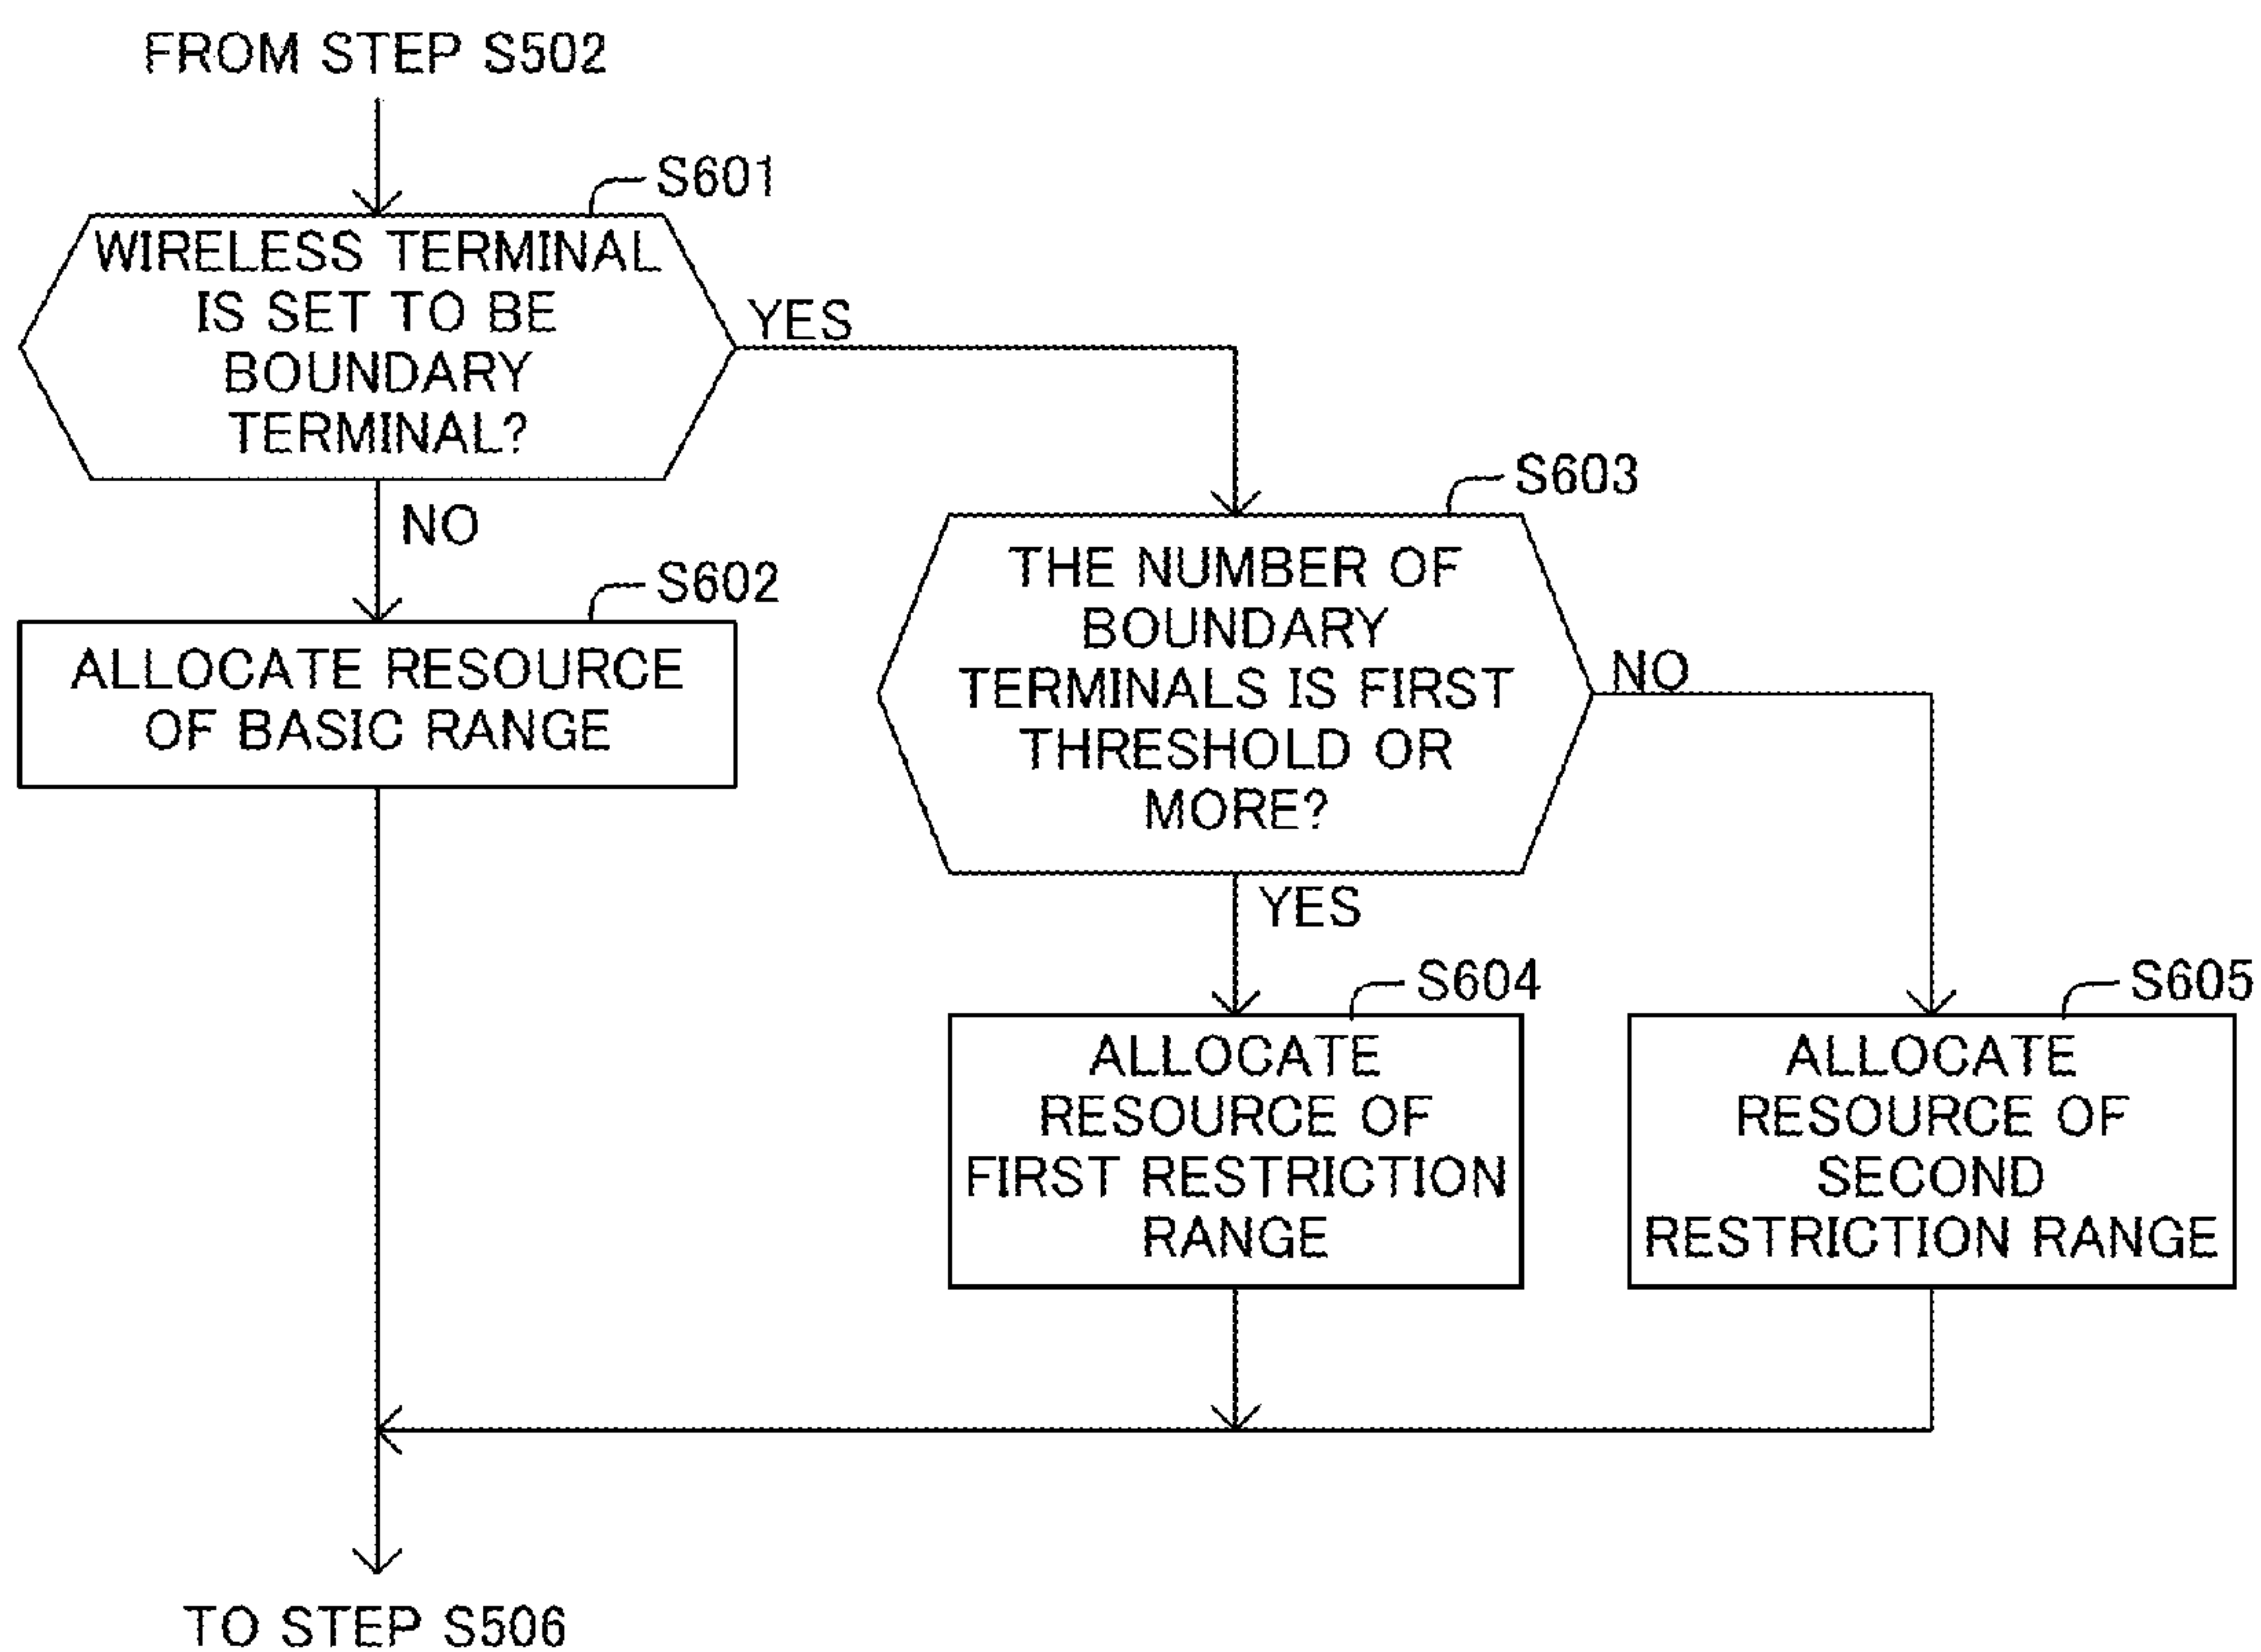 FROM STEP S502
S601
WIRELESS TERMINAL
IS SET TO BE
BOUNDARY
TERMINAL?
YES
NO
S602
ALLOCATE RESOURCE
OF BASIC RANGE
S603
THE NUMBER OF
BOUNDARY
TERMINALS IS FIRST
THRESHOLD OR
MORE?
NO
YES
S604
ALLOCATE
RESOURCE OF
FIRST RESTRICTION
RANGE
S605
ALLOCATE
RESOURCE OF
SECOND
RESTRICTION RANGE
TO STEP S506